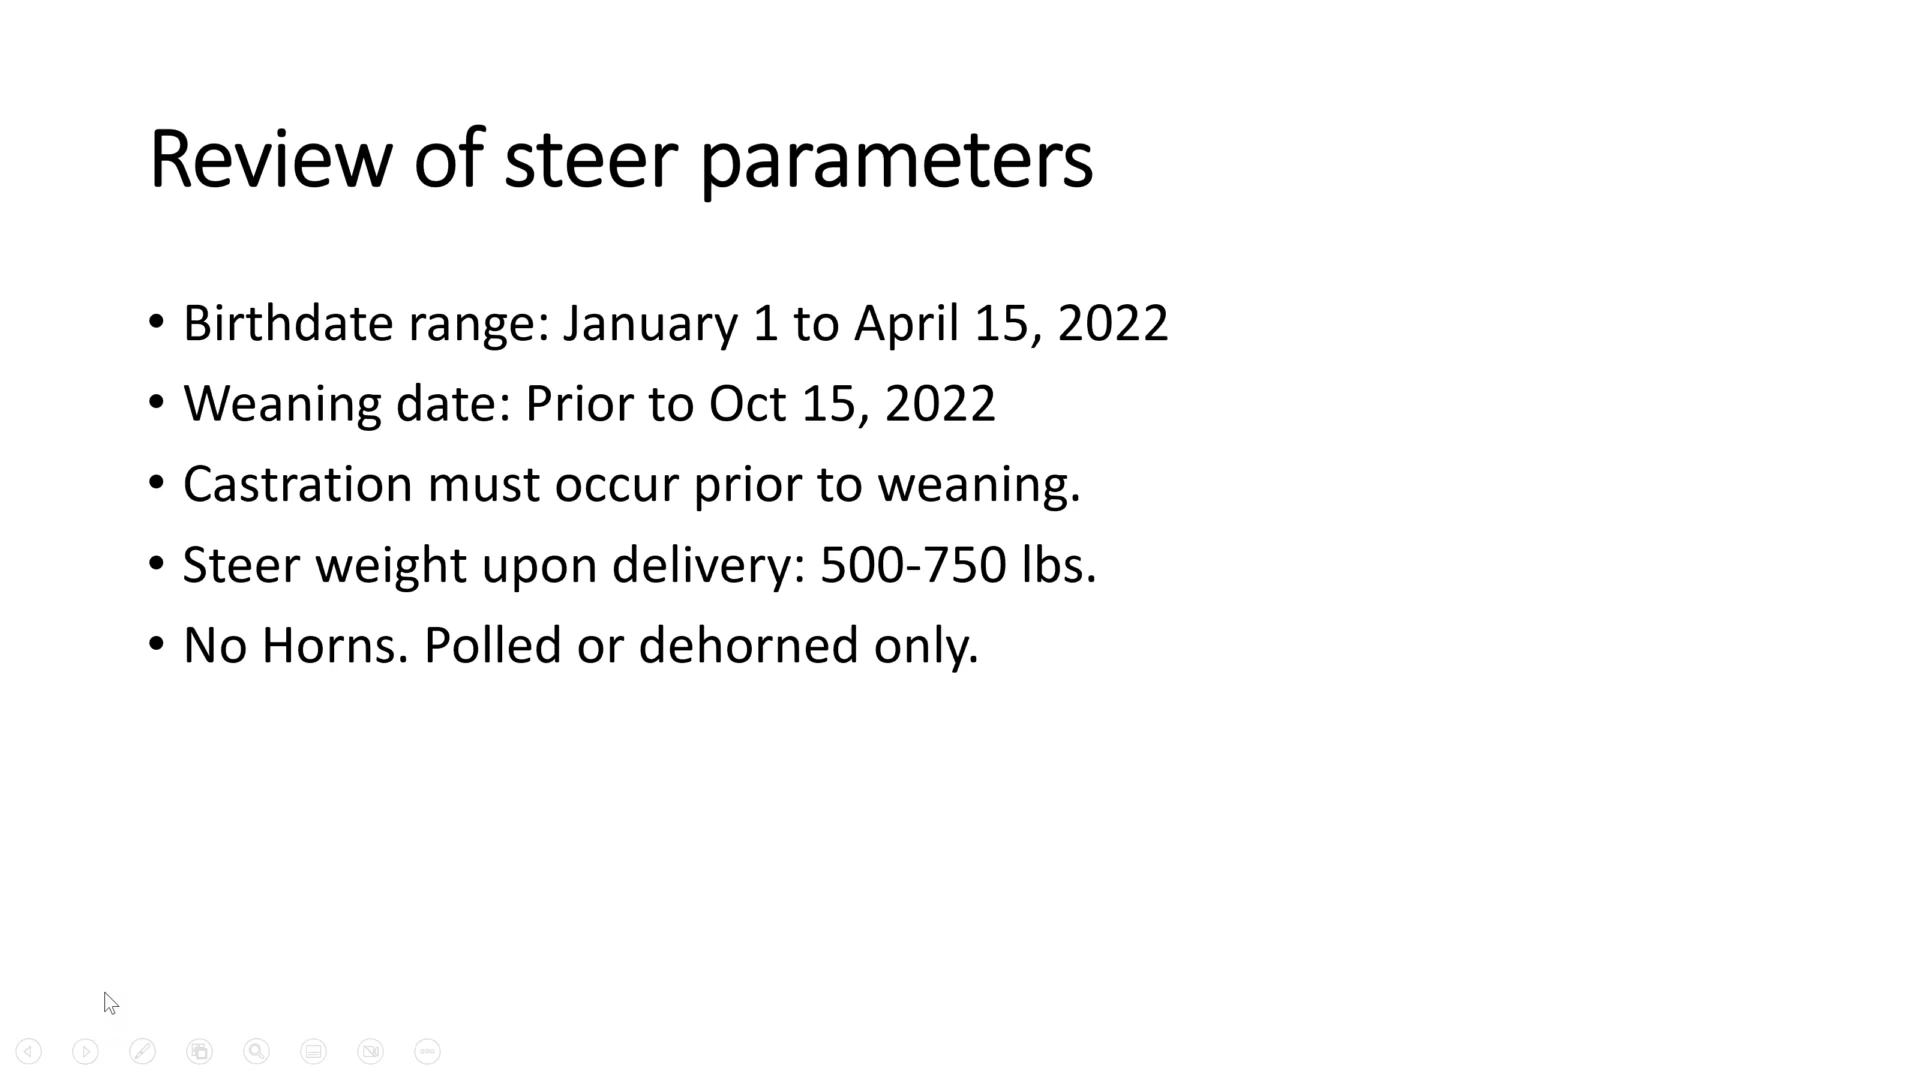 Review of steer parameters
• Birthdate range: January 1 to April 15, 2022
• Weaning date: Prior to Oct 15, 2022
• Castration must occur prior to weaning.
• Steer weight upon delivery: 500-750 lbs.
• No Horns. Polled or dehorned only.